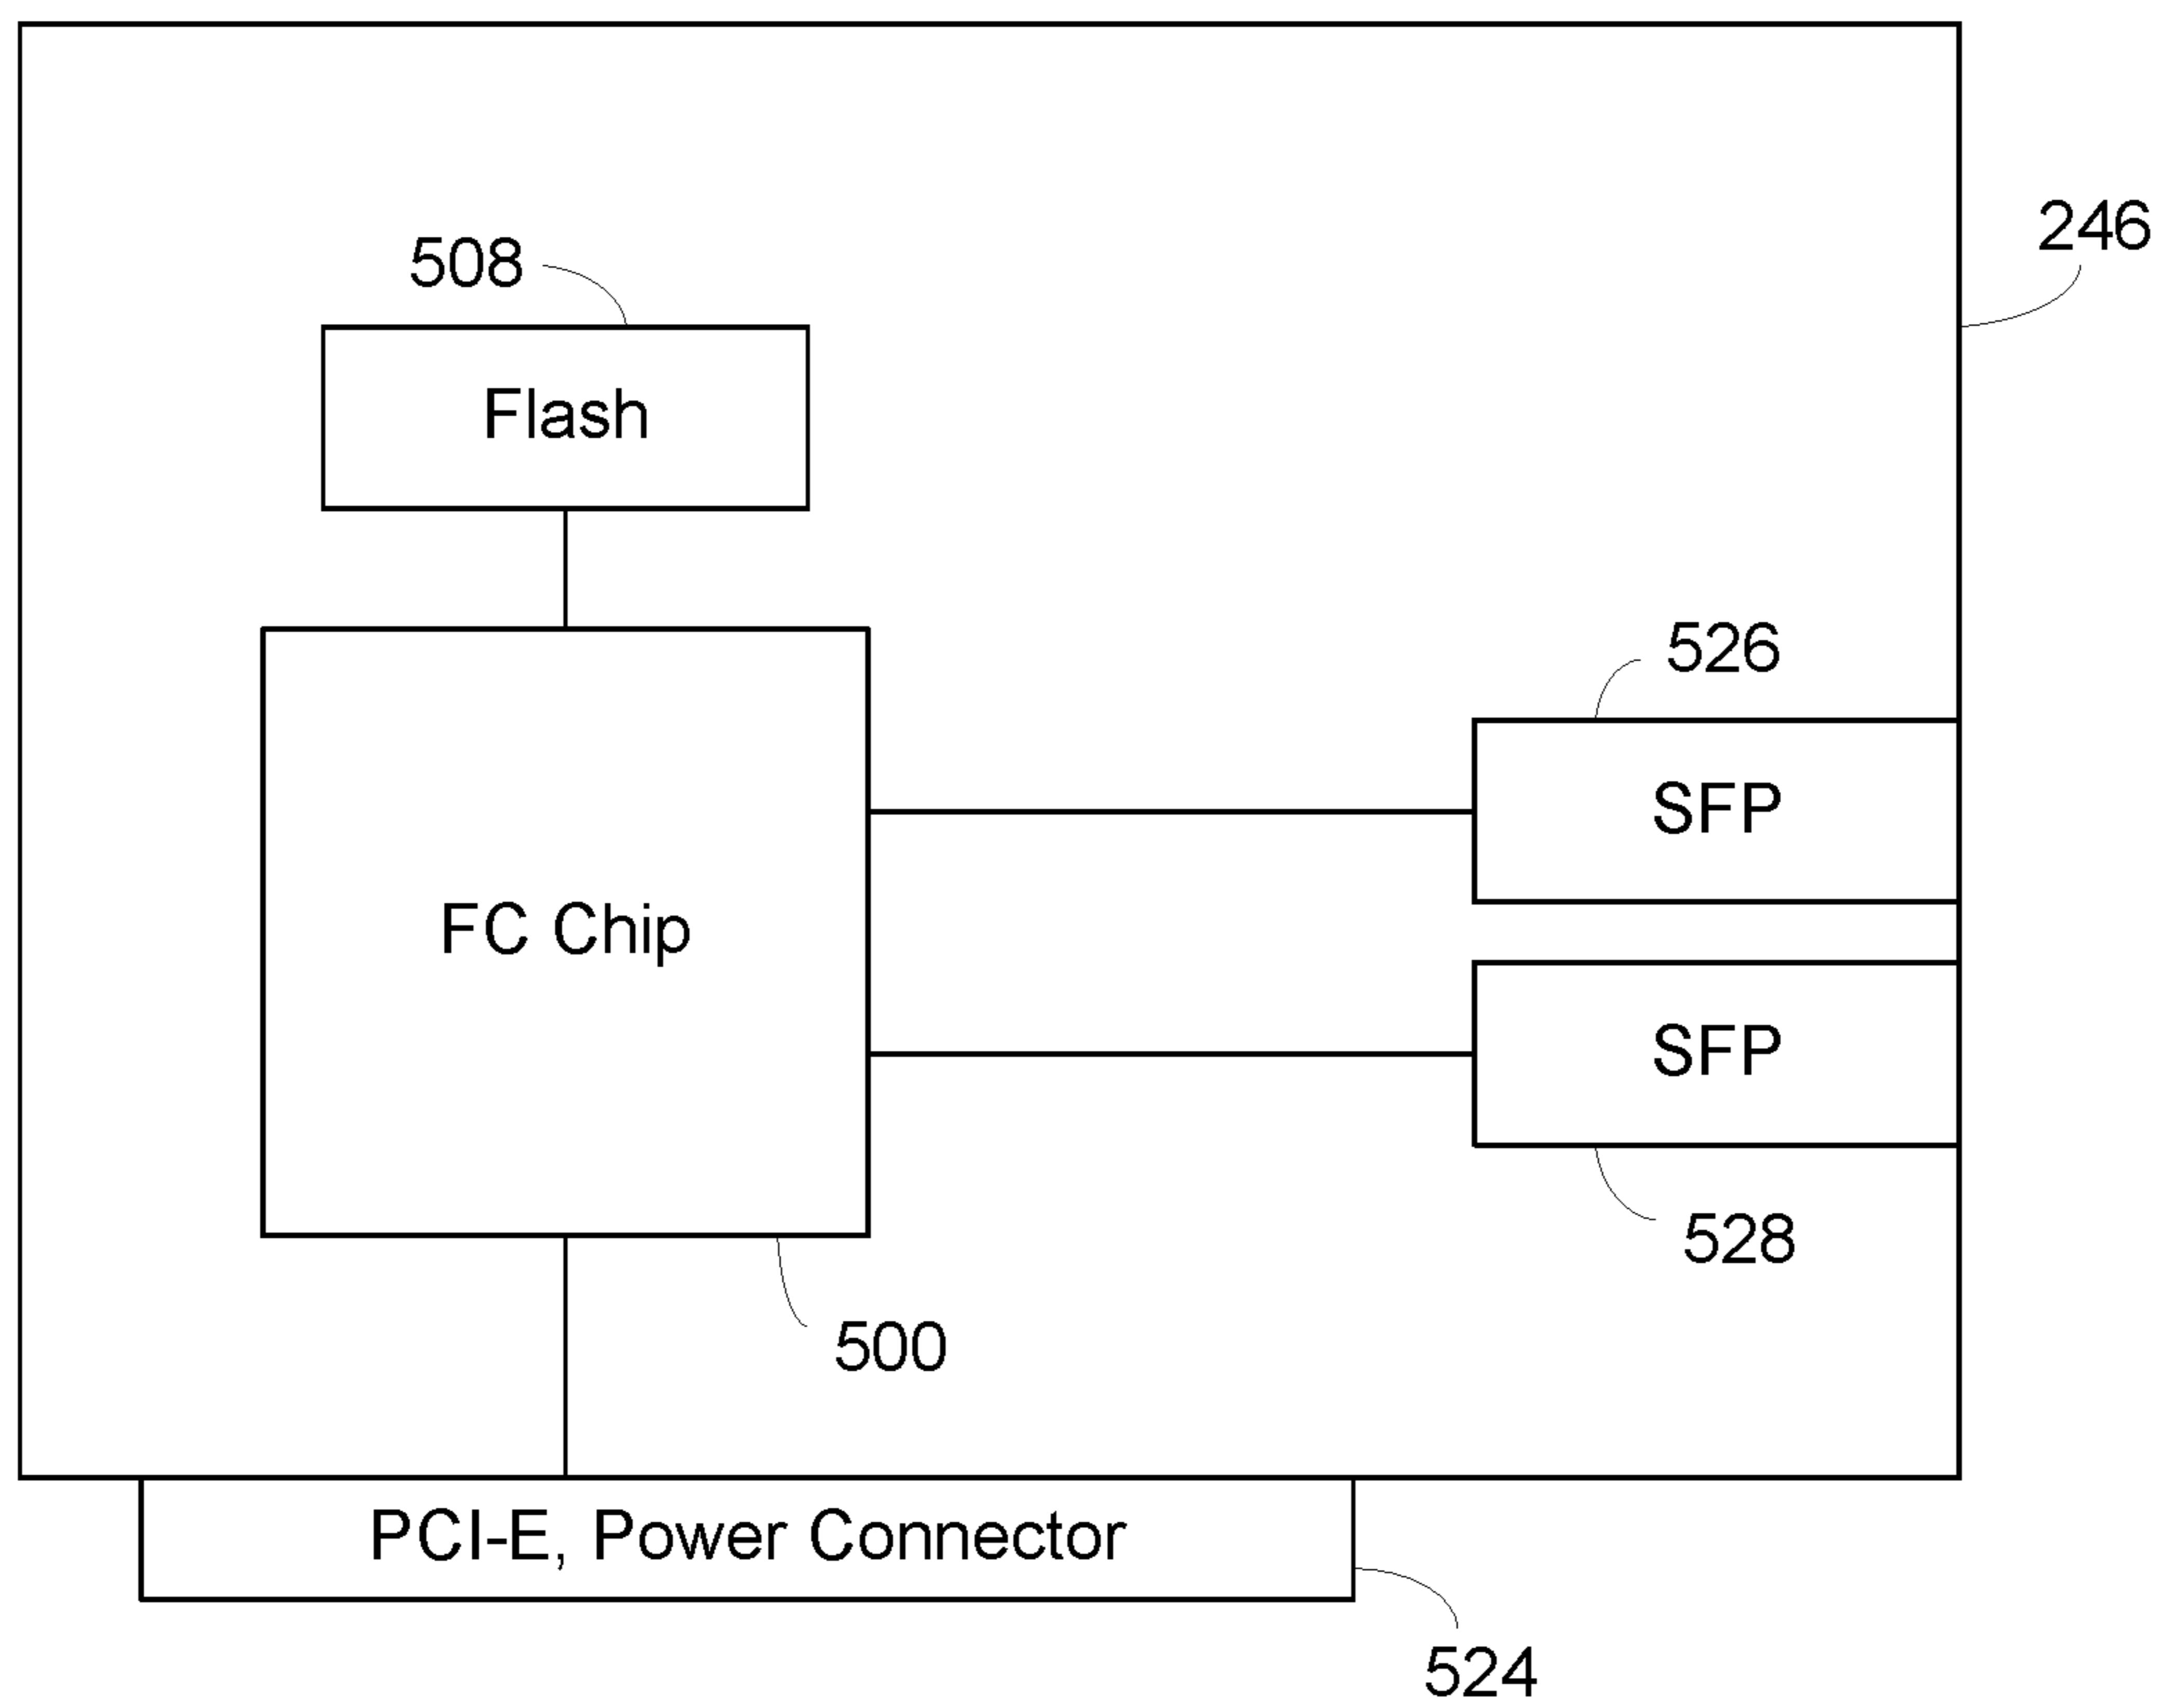 246
508
Flash
526
SFP
FC Chip
SFP
528
500
PCI-E, Power Connector
524